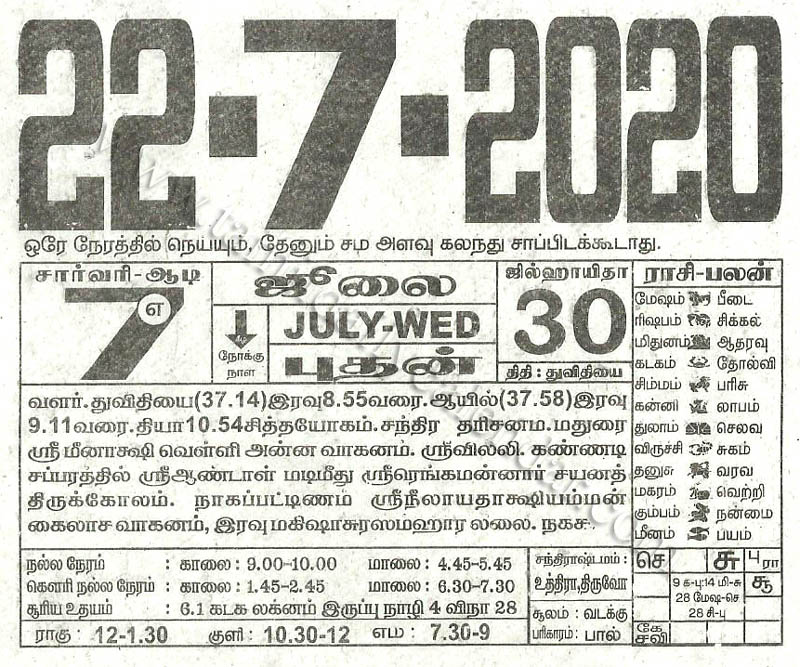 22-7-2020
ஒரே நேரத்தில் நெய்யும், தேனும் சம அளவு கலநது சாப்பிடக்கூடாது.
சார்வரி-ஆடி
7
எ
ஜூலை
JULY-WED
புதன்
நோக்கு
நாள
ஜில்ஹாயிதா
30
திதி : துவிதியை
ராசி-பலன்
மேஷம் பீடை
ரிஷபம் சிக்கல்
மிதுனம் ஆதரவு
கடகம் தோல்வி
சிம்மம் பரிசு
கன்னி லாபம்
துலாம் செலவ
விருச்சி சுகம்
தனுசு வரவ
மகரம் வெற்றி
கும்பம் நன்மை
மீனம் பயம்
வளர். துவிதியை(37.14)இரவு8.55வரை. ஆயில்(37.58) இரவு
9.11வரை. தியா10.54சித்தயோகம். சந்திர தரிசனம. மதுரை
ஸ்ரீ மீனாக்ஷி வெள்ளி அன்ன வாகனம். ஸ்ரீவில்லி. கண்ணடி
சப்பரத்தில் ஸ்ரீஆண்டாள் மடிமீது ஸ்ரீரெங்கமன்னார் சயனத்
திருக்கோலம். நாகப்பட்டிணம் ஸ்ரீநீலாயதாக்ஷியம்மன்
கைலாச வாகனம், இரவு மகிஷாசுரஸம்ஹார லலை. நகச.
நல்ல நேரம் : காலை: 9.00-10.00 மாலை: 4.45-5.45
கௌரி நல்ல நேரம் : காலை: 1.45-2.45 மாலை: 6.30-7.30
சூரிய உதயம் : 6.1 கடக லக்னம் இருப்பு நாழி 4 விநா 28
ராகு : 12-1.30 குளி : 10.30-12 எம : 7.30-9
சந்திராஷ்டமம் :
உத்திரா,திருவோ
சூலம் : வடக்கு
பரிகாரம் : பால்
செ சு பு
ரா
9 க-பு:14 மி-சு
28 மேஷ-செ
28 சி-பு
சூ
கே
சவி